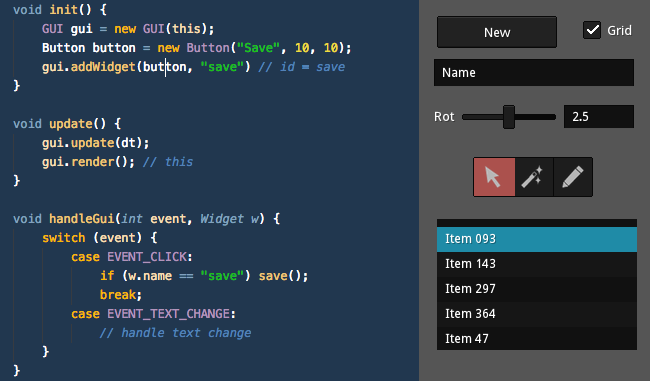 void init() {
GUI gui = new GUI(this);
Button button = new Button("Save", 10, 10);
gui.addWidget(button, "save") // id = save
}
void update() {
gui.update(dt);
gui.render(); // this
}
void handleGui(int event, Widget w) {
switch (event) {
case EVENT_CLICK:
if (w.name == "save") save();
break;
case EVENT_TEXT_CHANGE:
// handle text change
}
}
New
Grid
Name
Rot
2.5
Item 093
Item 143
Item 297
Item 364
Item 47